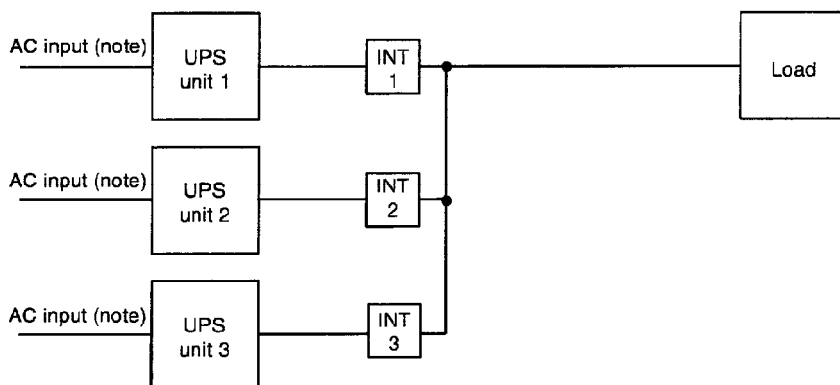 AC input (note)
UPS
unit 1
INT
1
Load
AC input (note)
UPS
unit 2
INT
2
AC input (note)
UPS
unit 3
INT
3